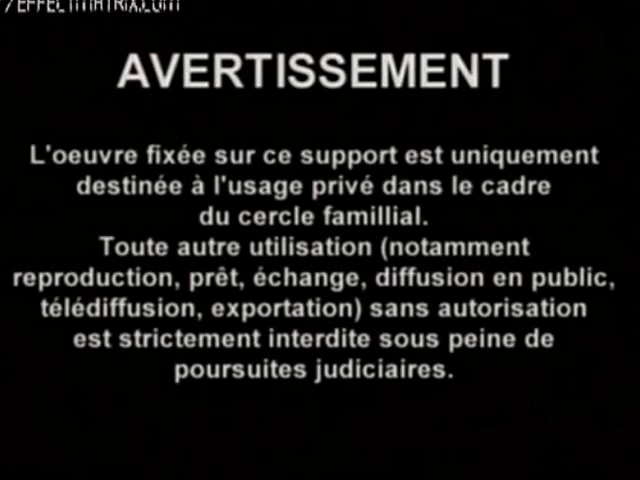 /EFFECTMATRIX.COM
AVERTISSEMENT
L'oeuvre fixée sur ce support est uniquement
destinée à l'usage privé dans le cadre
du cercle famillial.
Toute autre utilisation (notamment
reproduction, prêt, échange, diffusion en public,
télédiffusion, exportation) sans autorisation
est strictement interdite sous peine de
poursuites judiciaires.